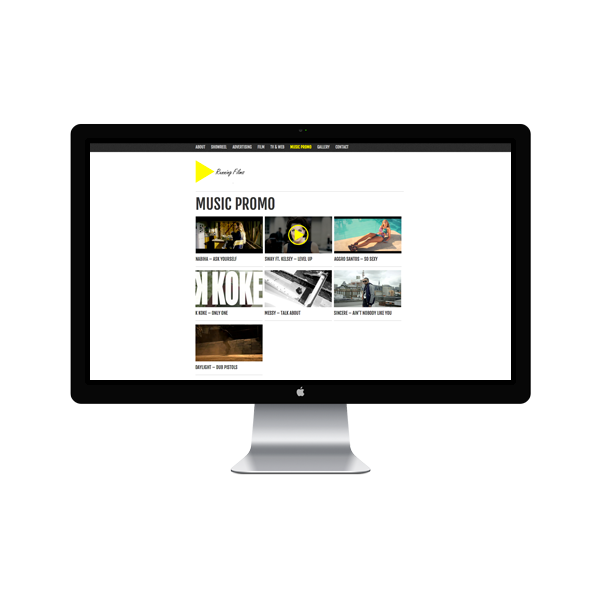 ABOUT SHOWREEL ADVERTISING FILM TV & WEB MUSIC PROMO GALLERY CONTACT
Running Films
MUSIC PROMO
MARINA – ASK YOURSELF
SWAY FT. KELSEY – LEVEL UP
AGGRO SANTOS – SO SEXY
K KOKE
K KOKE – ONLY ONE
MESSY – TALK ABOUT
SINCERE – AIN'T NOBODY LIKE YOU
DAYLIGHT – DUB PISTOLS